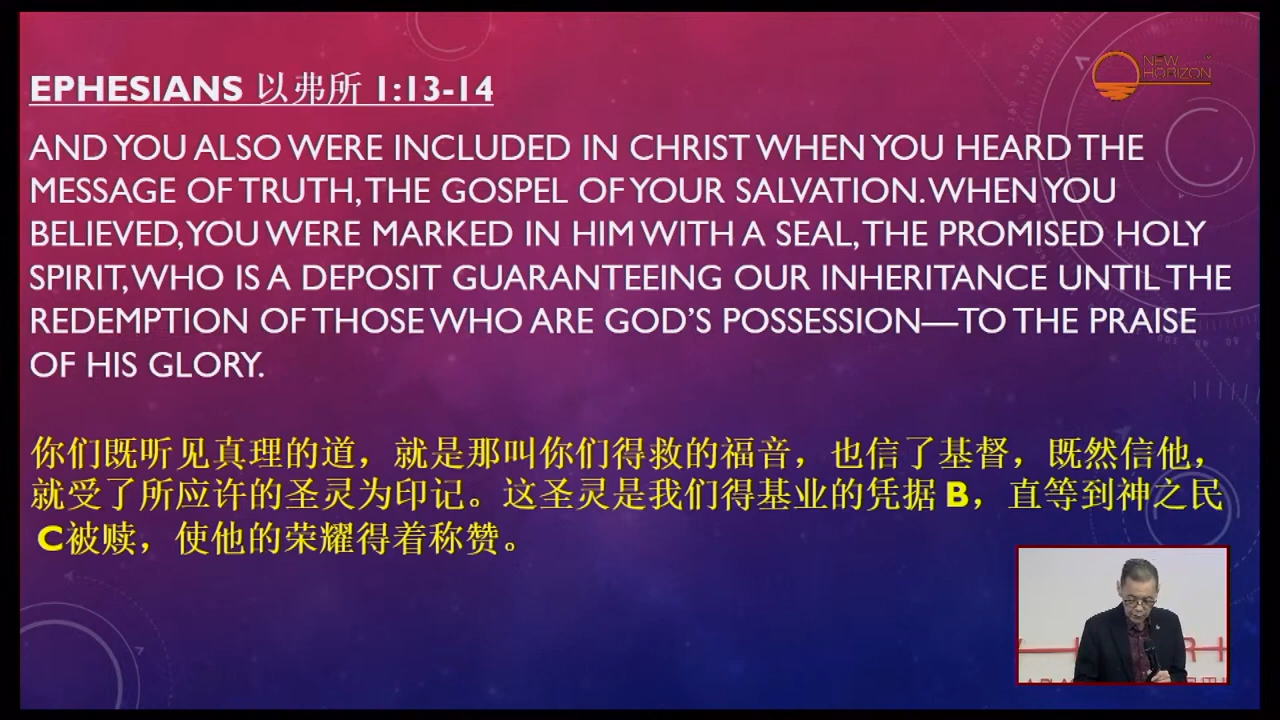 EPHESIANS 以弗所 1:13-14
NEW
HORIZON
AND YOU ALSO WERE INCLUDED IN CHRIST WHEN YOU HEARD THE
MESSAGE OF TRUTH, THE GOSPEL OF YOUR SALVATION. WHEN YOU
BELIEVED, YOU WERE MARKED IN HIM WITH A SEAL, THE PROMISED HOLY
SPIRIT, WHO IS A DEPOSIT GUARANTEEING OUR INHERITANCE UNTIL THE
REDEMPTION OF THOSE WHO ARE GOD’S POSSESSION—TO THE PRAISE
OF HIS GLORY.
你们既听见真理的道，就是那叫你们得救的福音，也信了基督，既然信他，
就受了所应许的圣灵为印记。这圣灵是我们得基业的凭据 B，直等到神之民
C被赎，使他的荣耀得着称赞。